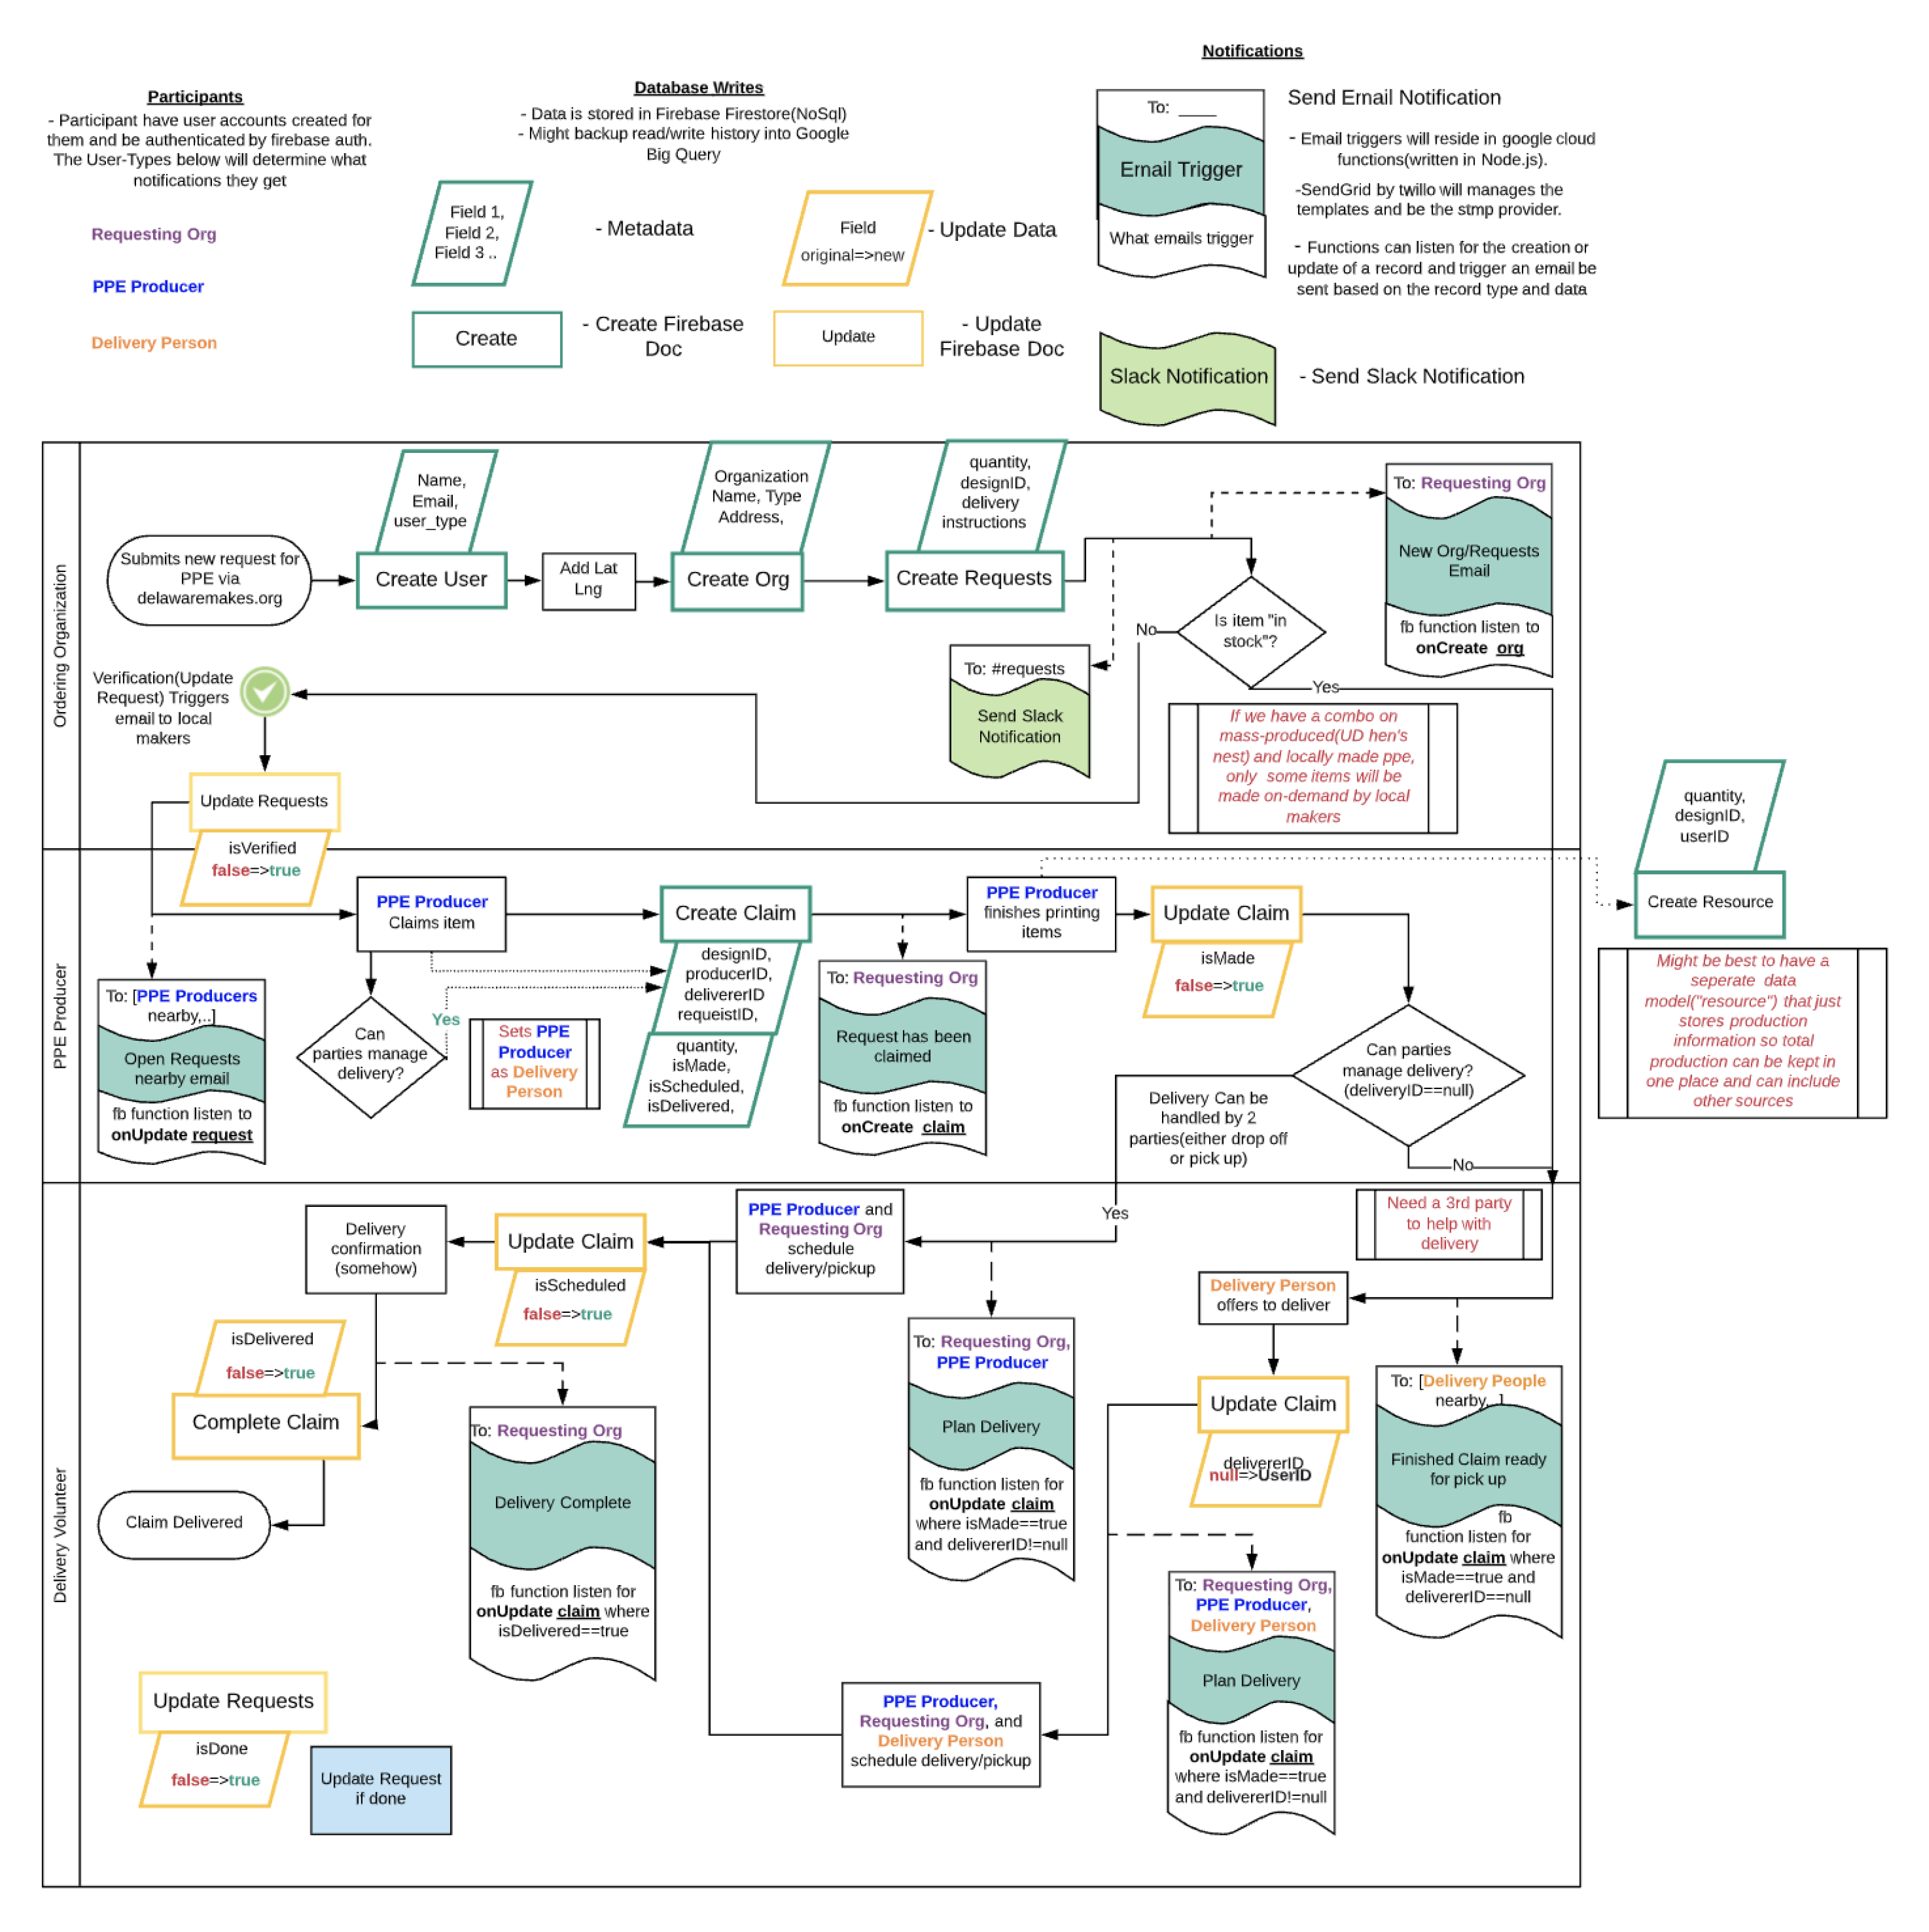 Participants
- Participant have user accounts created for
them and be authenticated by firebase auth.
The User-Types below will determine what
notifications they get
Requesting Org
PPE Producer
Delivery Person
Database Writes
- Data is stored in Firebase Firestore(NoSql)
- Might backup read/write history into Google
Big Query
Field 1,
Field 2,
Field 3 ..
- Metadata
Field
original=>new
- Update Data
Create
- Create Firebase
Doc
Update
- Update
Firebase Doc
Notifications
To: ____
Email Trigger
What emails trigger
Send Email Notification
- Email triggers will reside in google cloud
functions(written in Node.js).
-SendGrid by twillo will manages the
templates and be the stmp provider.
- Functions can listen for the creation or
update of a record and trigger an email be
sent based on the record type and data
Slack Notification
- Send Slack Notification
Ordering Organization
Submits new request for
PPE via
delawaremakes.org
Name,
Email,
user_type
Create User
Add Lat
Lng
Organization
Name, Type
Address,
Create Org
quantity,
designID,
delivery
instructions
Create Requests
Is item "in
stock"?
No
Yes
To: Requesting Org
New Org/Requests
Email
fb function listen to
onCreate org
To: #requests
Send Slack
Notification
If we have a combo on
mass-produced(UD hen's
nest) and locally made ppe,
only some items will be
made on-demand by local
makers
Verification(Update
Request) Triggers
email to local
makers
Update Requests
isVerified
false=>true
quantity,
designID,
userID
Create Resource
Might be best to have a
seperate data
model("resource") that just
stores production
information so total
production can be kept in
one place and can include
other sources
PPE Producer
To: [PPE Producers
nearby,..]
Open Requests
nearby email
fb function listen to
onUpdate request
PPE Producer
Claims item
Can
parties manage
delivery?
Yes
Sets PPE
Producer
as Delivery
Person
Create Claim
designID,
producerID,
delivererID
requeistID,
quantity,
isMade,
isScheduled,
isDelivered,
To: Requesting Org
Request has been
claimed
fb function listen to
onCreate claim
PPE Producer
finishes printing
items
Update Claim
isMade
false=>true
Can parties
manage delivery?
(deliveryID==null)
Delivery Can be
handled by 2
parties(either drop off
or pick up)
No
Yes
Delivery Volunteer
Need a 3rd party
to help with
delivery
Delivery
confirmation
(somehow)
Update Claim
isScheduled
false=>true
PPE Producer and
Requesting Org
schedule
delivery/pickup
Delivery Person
offers to deliver
isDelivered
false=>true
Complete Claim
Claim Delivered
To: Requesting Org
Delivery Complete
fb function listen for
onUpdate claim where
isDelivered==true
To: Requesting Org,
PPE Producer
Plan Delivery
fb function listen for
onUpdate claim
where isMade==true
and delivererID!=null
Update Claim
delivererID
null=>UserID
To: [Delivery People
nearby,..]
Finished Claim ready
for pick up
fb
function listen for
onUpdate claim where
isMade==true and
delivererID==null
To: Requesting Org,
PPE Producer,
Delivery Person
Plan Delivery
fb function listen for
onUpdate claim
where isMade==true
and delivererID!=null
PPE Producer,
Requesting Org, and
Delivery Person
schedule delivery/pickup
Update Requests
isDone
false=>true
Update Request
if done